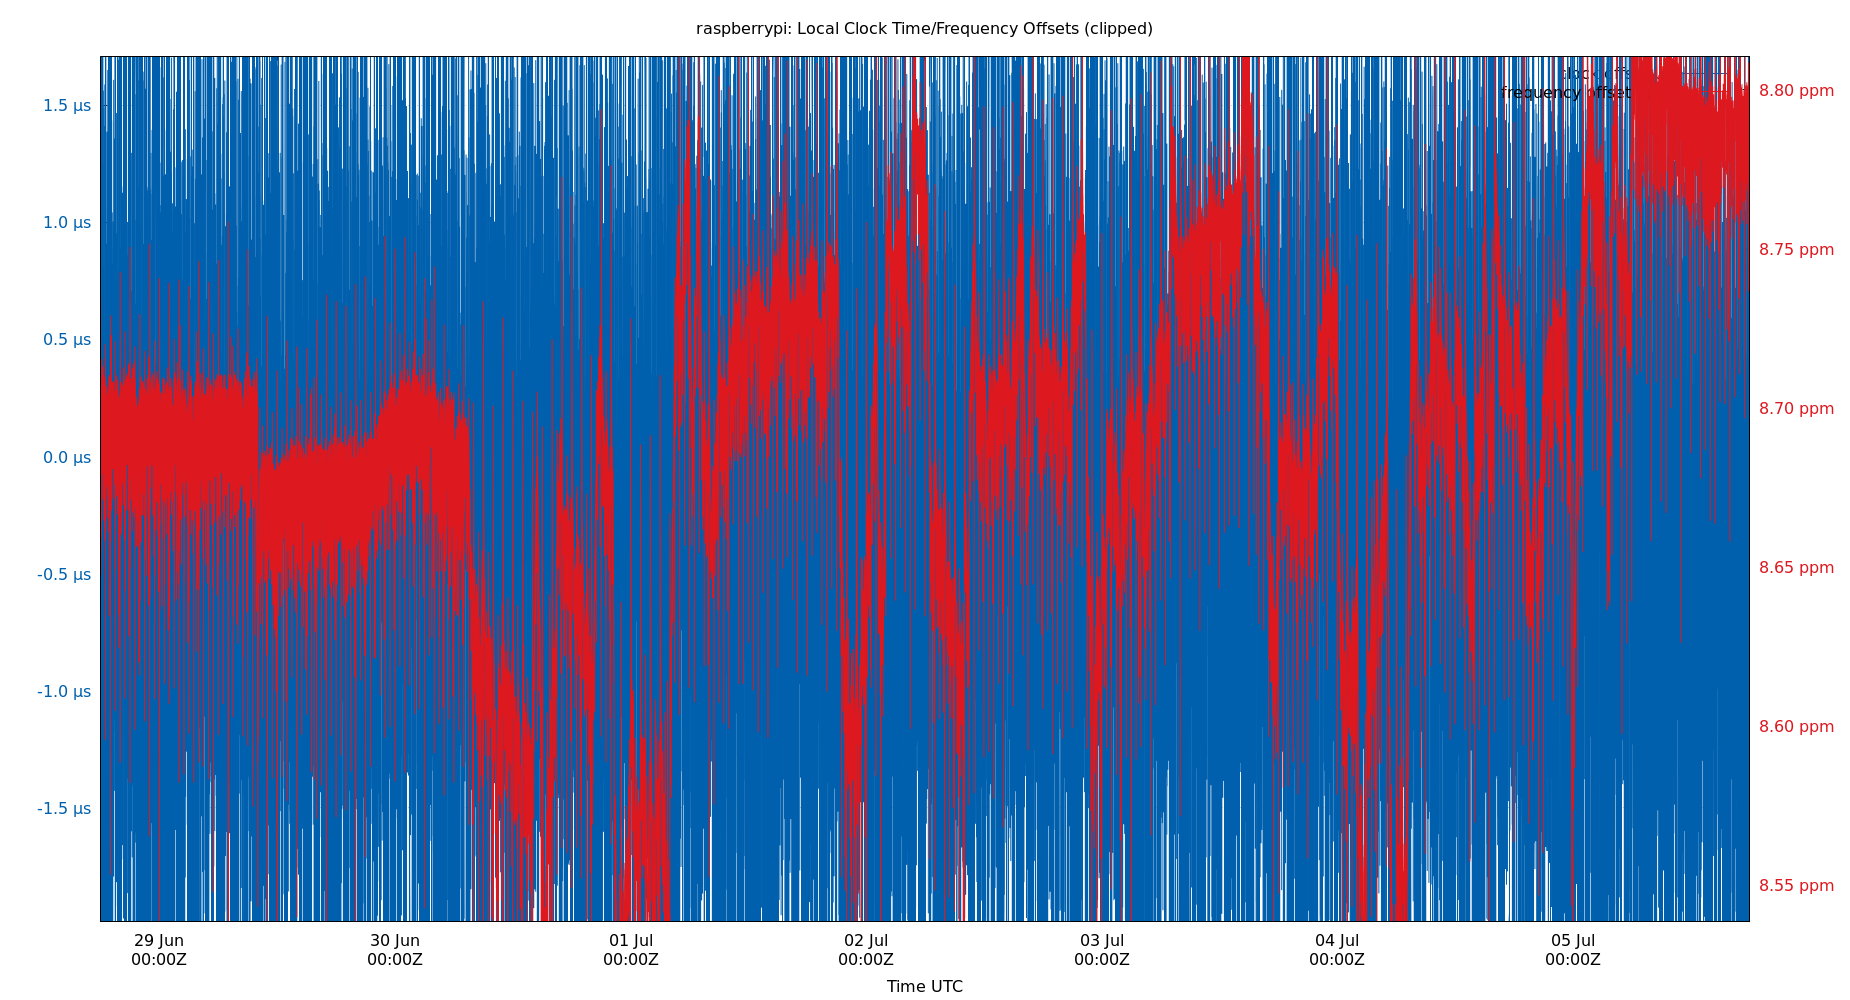 raspberrypi: Local Clock Time/Frequency Offsets (clipped)
frequency offset
1.5 µs
1.0 µs
0.5 µs
0.0 µs
-0.5 µs
-1.0 µs
-1.5 µs
8.80 ppm
8.75 ppm
8.70 ppm
8.65 ppm
8.60 ppm
8.55 ppm
29 Jun 30 Jun 01 Jul 02 Jul 03 Jul 04 Jul 05 Jul
00:00Z 00:00Z 00:00Z 00:00Z 00:00Z 00:00Z 00:00Z
Time UTC